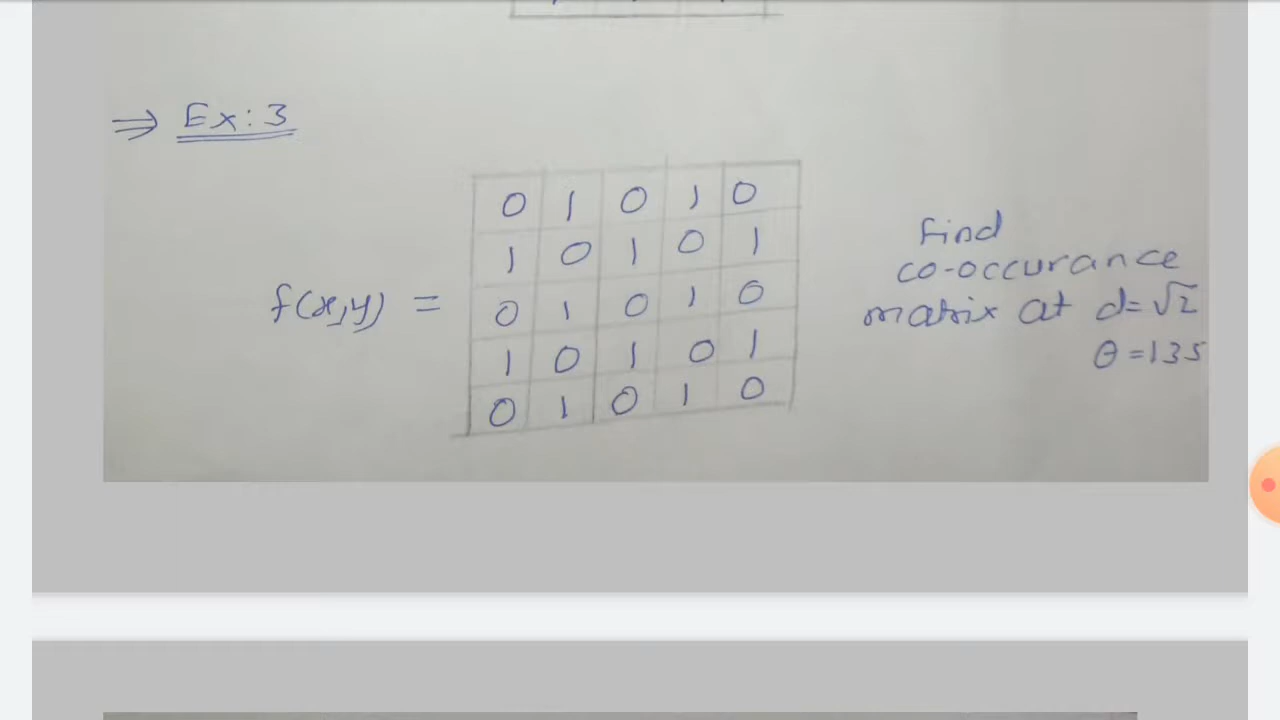 ⇒ Ex:3
f(x,y) =
0 1 0 1 0
1 0 1 0 1
0 1 0 1 0
1 0 1 0 1
0 1 0 1 0
Find
co-occurance
matrix at d=√2
θ=135